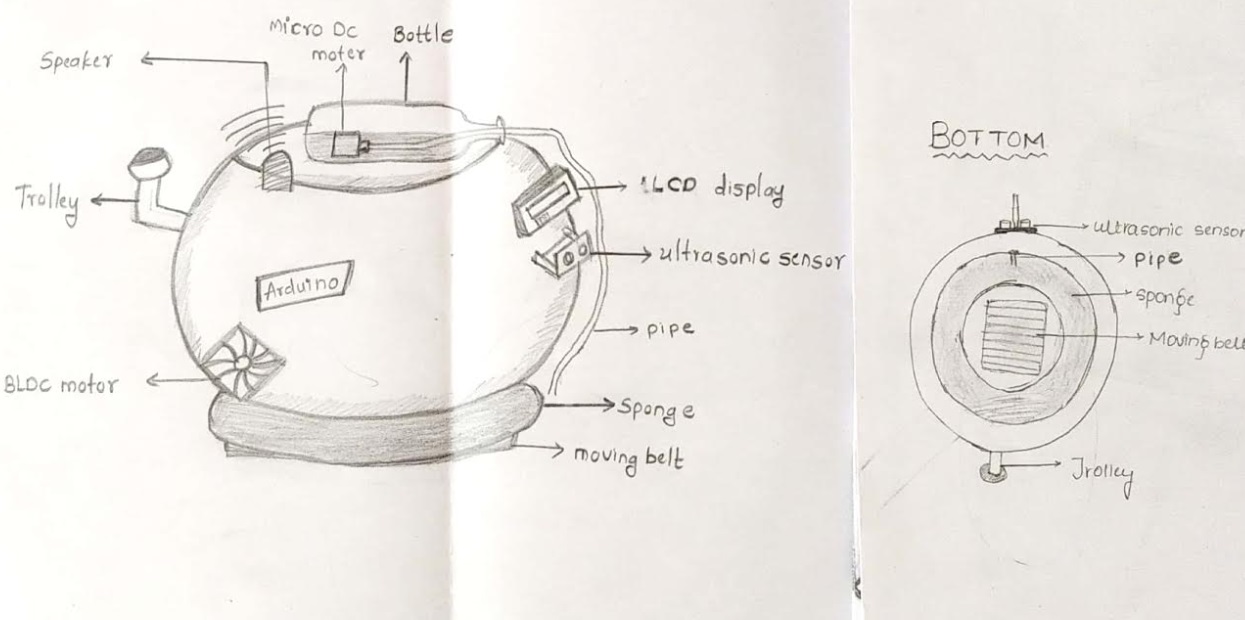 Micro Dc
moter
Bottle
Speaker
Trolley
LCD display
ultrasonic sensor
Arduino
pipe
BLDC motor
Sponge
moving belt
BOTTOM
ultrasonic sensor
pipe
sponge
Moving belt
Trolley